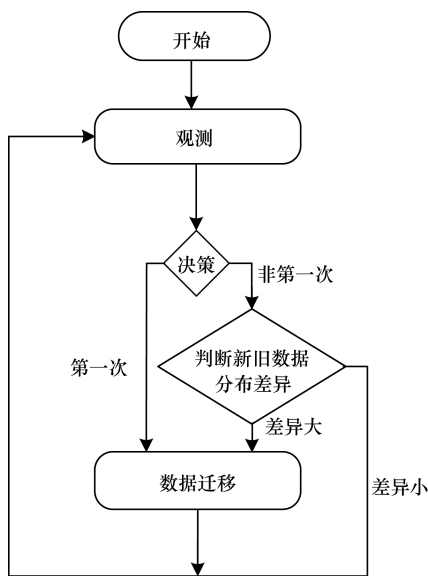 开始
观测
决策
非第一次
判断新旧数据
分布差异
第一次
差异大
数据迁移
差异小